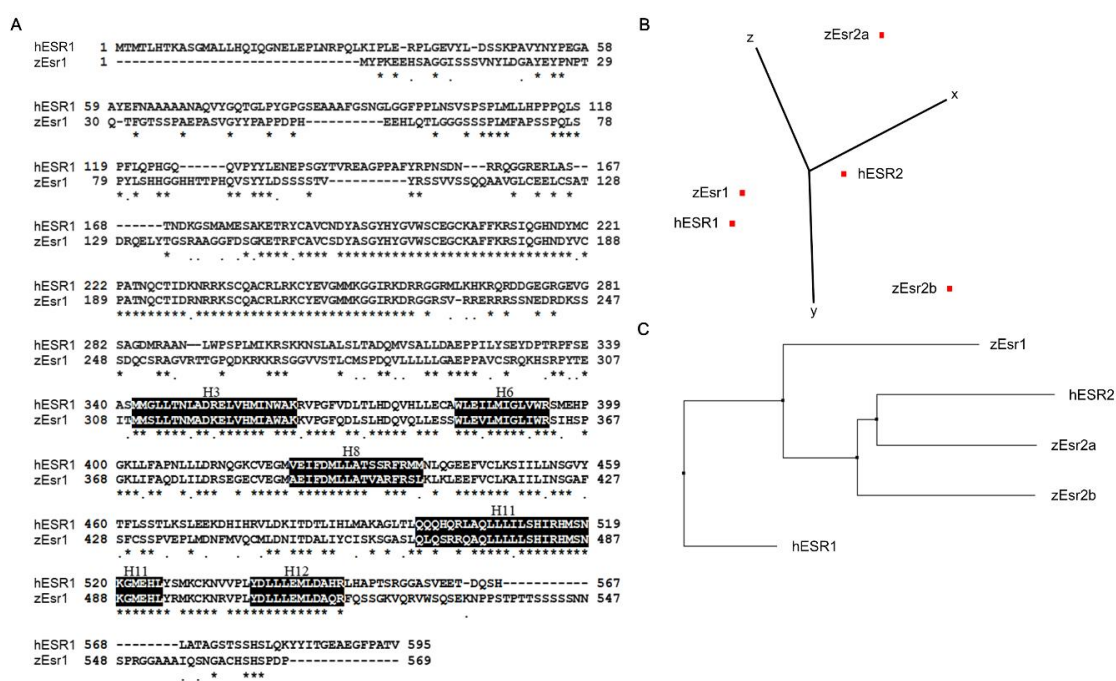 A
hESR1 1 MTMTLHTKASGMALLHQIQGNELEPLNRPQLKIPLE-RPLGEVYL-DSSKPAVYNYPEGA 58
zEsr1 1 -------------------------------MYPKEEHSAGGISSSVNYLDGAYEYPNPT 29
hESR1 59 AYEFNAAAAANAQVYGQTGLPYGPGSEAAAFGSNGLGGFPPLNSVSPSPLMLLHPPPQLS 118
zEsr1 30 Q-TFGTSSPAEPASVGYYPAPPDPH----------EEHLQTLGGGSSSPLMFAPSSPQLS 78
hESR1 119 PFLQPHGQ------QVPYYLENEPSGYTVREAGPPAFYRPNSDN---RRQGGRERLAS-- 167
zEsr1 79 PYLSHHGGHHTTPHQVSYYLDSSSSTV---------YRSSVVSSQQAAVGLCEELCSAT 128
hESR1 168 ------TNDKGSMAMESAKETRYCAVCNDYASGYHYGVWSCEGCKAFFKRSIQGHNDYMC 221
zEsr1 129 DRQELYTGSRAAGGFDSGKETRFCAVCSDYASGYHYGVWSCEGCKAFFKRSIQGHNDYVC 188
hESR1 222 PATNQCTIDKNRRKSCQACRLRKCYEVGMMKGGIRKDRRGGRMLKHKRQRDDGEGRGEVG 281
zEsr1 189 PATNQCTIDRNRRKSCQACRLRKCYEVGMMKGGIRKDRGGRSV-RRERRRSSNEDRDKSS 247
hESR1 282 SAGDMRAAN--LWPSPLMIKRSKKNSLALSLTADQMVSALLDAEPPILYSEYDPTRPFSE 339
zEsr1 248 SDQCSRAGVRTTGPQDKRKKRSGGVVSTLCMSPDQVLLLLLGAEPPAVCSRQKHSRPYTE 307
H3 H6
hESR1 340 ASMMGLLTNLADRELVHMINWAKRVPGFVDLTLHDQVHLLECAWLEILMIGLVWRSMEHP 399
zEsr1 308 ITMMSLLTNMADKELVHMIAWAKKVPGFQDLSLHDQVQLLESSWLEVLMIGLIWRSIHSP 367
H8
hESR1 400 GKLLFAPNLLLDRNQGKCVEGMVEIFDMLLATSSRFRMMNLQGEEFVCLKSIILLNSGVY 459
zEsr1 368 GKLIFAQDLILDRSEGECVEGMAEIFDMLLATVARFRSLKLKLEEFVCLKAIILINSGAF 427
H11
hESR1 460 TFLSSTLKSLEEKDHIHRVLDKITDTLIHLMAKAGLTLQQQHQRLAQLLLILSHIRHMSN 519
zEsr1 428 SFCSSPVEPLMDNFMVQCMLDNITDALIYCISKSGASLQLQSRRQAQLLLLLSHIRHMSN 487
H11 H12
hESR1 520 KGMEHLYSMKCKNVVPLYDLLLEMLDAHRLHAPTSRGGASVEET-DQSH----------- 567
zEsr1 488 KGMEHLYRMKCKNRVPLYDLLLEMLDAQRFQSSGKVQRVWSQSEKNPPSTPTTSSSSSNN 547
hESR1 568 --------LATAGSTSSHSLQKYYITGEAEGFPATV 595
zEsr1 548 SPRGGAAAIQSNGACHSHSPDP-------------- 569
B
zEsr2a
z
x
hESR2
zEsr1
hESR1
zEsr2b
y
C
zEsr1
hESR2
zEsr2a
zEsr2b
hESR1